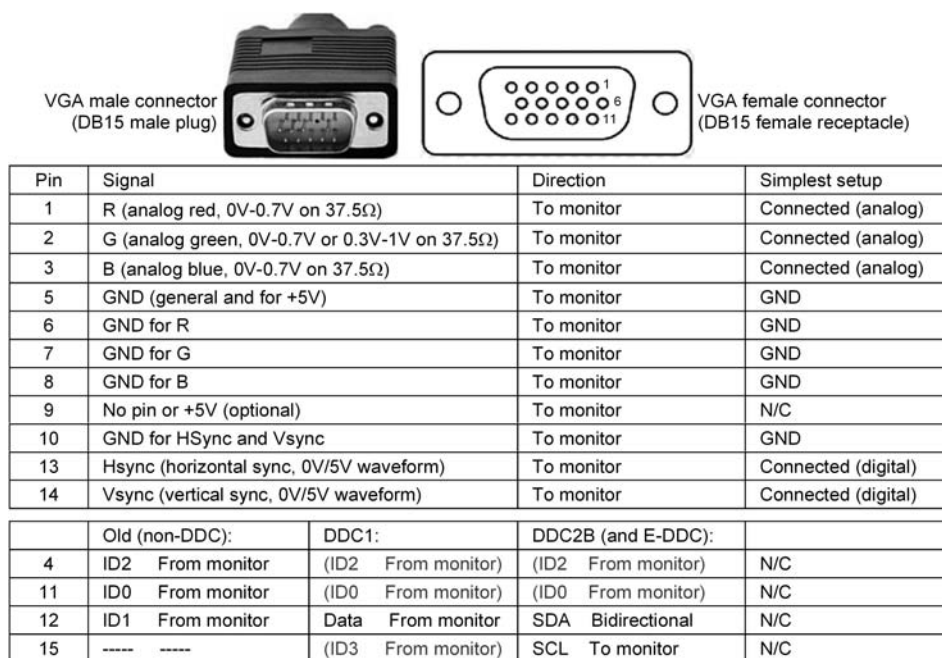 VGA male connector
(DB15 male plug)
1
6
11
VGA female connector
(DB15 female receptacle)
Pin Signal Direction Simplest setup
1 R (analog red, 0V-0.7V on 37.5Ω) To monitor Connected (analog)
2 G (analog green, 0V-0.7V or 0.3V-1V on 37.5Ω) To monitor Connected (analog)
3 B (analog blue, 0V-0.7V on 37.5Ω) To monitor Connected (analog)
5 GND (general and for +5V) To monitor GND
6 GND for R To monitor GND
7 GND for G To monitor GND
8 GND for B To monitor GND
9 No pin or +5V (optional) To monitor N/C
10 GND for HSync and Vsync To monitor GND
13 Hsync (horizontal sync, 0V/5V waveform) To monitor Connected (digital)
14 Vsync (vertical sync, 0V/5V waveform) To monitor Connected (digital)
Old (non-DDC): DDC1: DDC2B (and E-DDC):
4 ID2 From monitor (ID2 From monitor) (ID2 From monitor) N/C
11 ID0 From monitor (ID0 From monitor) (ID0 From monitor) N/C
12 ID1 From monitor Data From monitor SDA Bidirectional N/C
15 ----- ----- (ID3 From monitor) SCL To monitor N/C